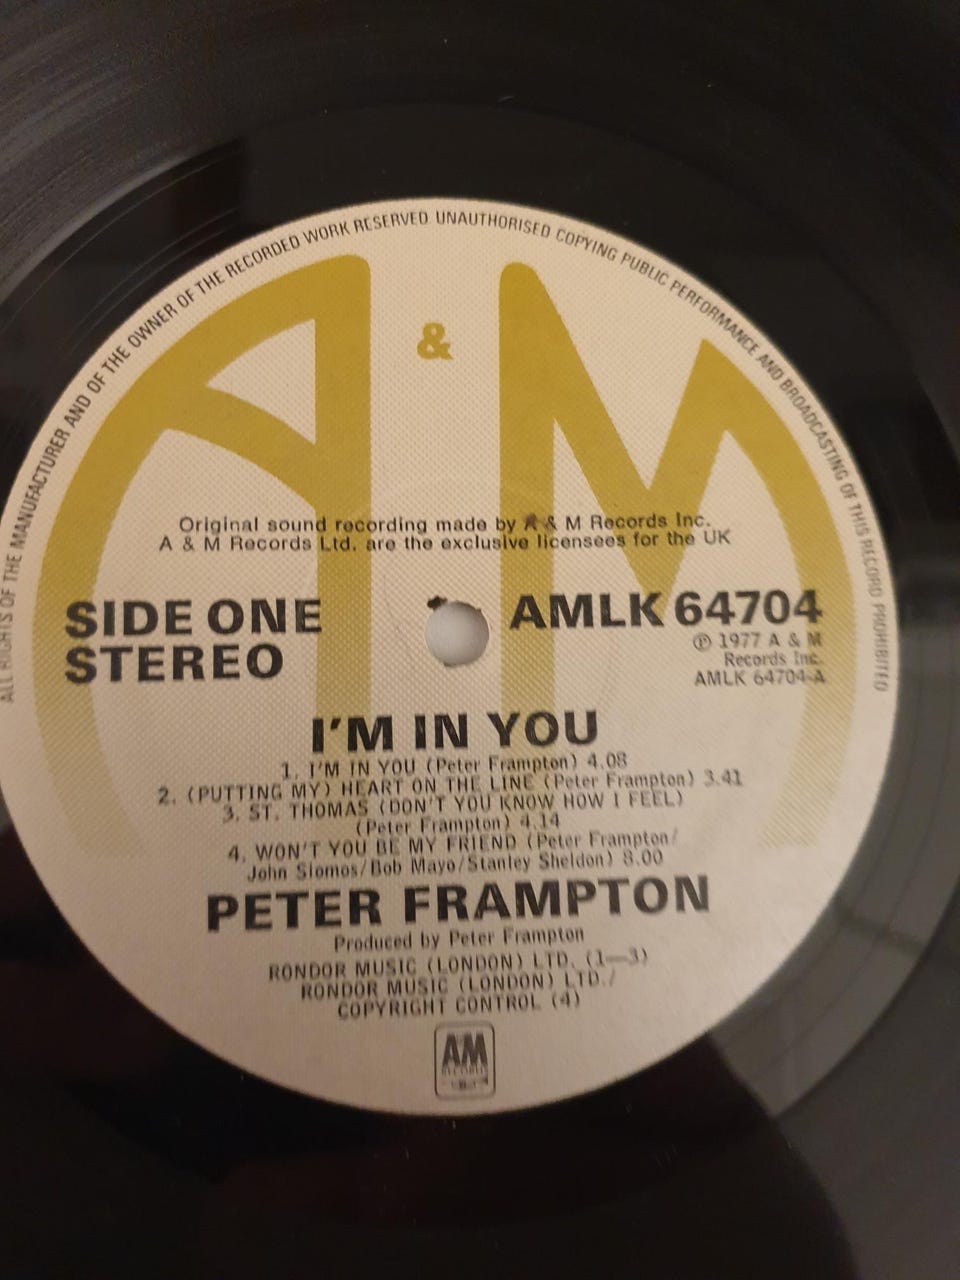 ALL RIGHTS OF THE MANUFACTURER AND OF THE OWNER OF THE RECORDED WORK RESERVED UNAUTHORISED COPYING PUBLIC PERFORMANCE AND BROADCASTING OF THIS RECORD PROHIBITED
A & M
Original sound recording made by A & M Records Inc.
A & M Records Ltd. are the exclusive licensees for the UK
SIDE ONE
STEREO
AMLK 64704
℗ 1977 A & M
Records Inc.
AMLK 64704-A
I'M IN YOU
1. I'M IN YOU (Peter Frampton) 4.08
2. (PUTTING MY) HEART ON THE LINE (Peter Frampton) 3.41
3. ST. THOMAS (DON'T YOU KNOW HOW I FEEL)
(Peter Frampton) 4.14
4. WON'T YOU BE MY FRIEND (Peter Frampton/
John Siomos/Bob Mayo/Stanley Sheldon) 8.00
PETER FRAMPTON
Produced by Peter Frampton
RONDOR MUSIC (LONDON) LTD. (1—3)
RONDOR MUSIC (LONDON) LTD./
COPYRIGHT CONTROL (4)
AM
RECORDS